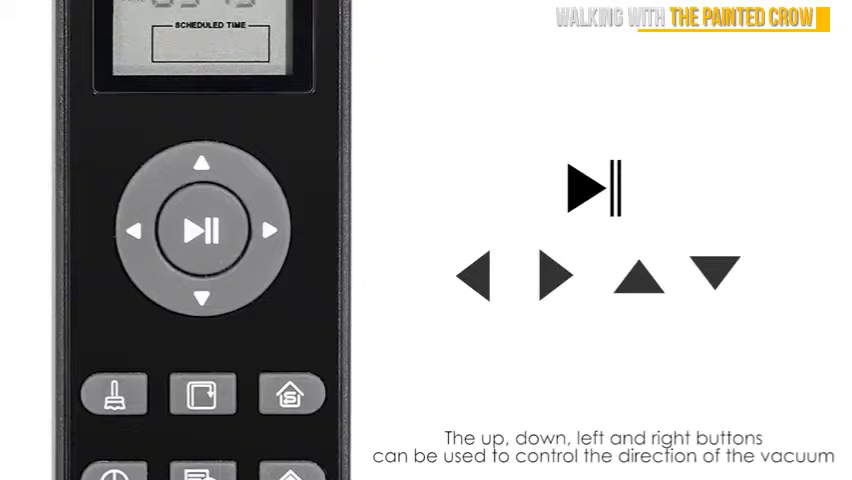 WALKING WITH THE PAINTED CROW
SCHEDULED TIME
The up, down, left and right buttons
can be used to control the direction of the vacuum